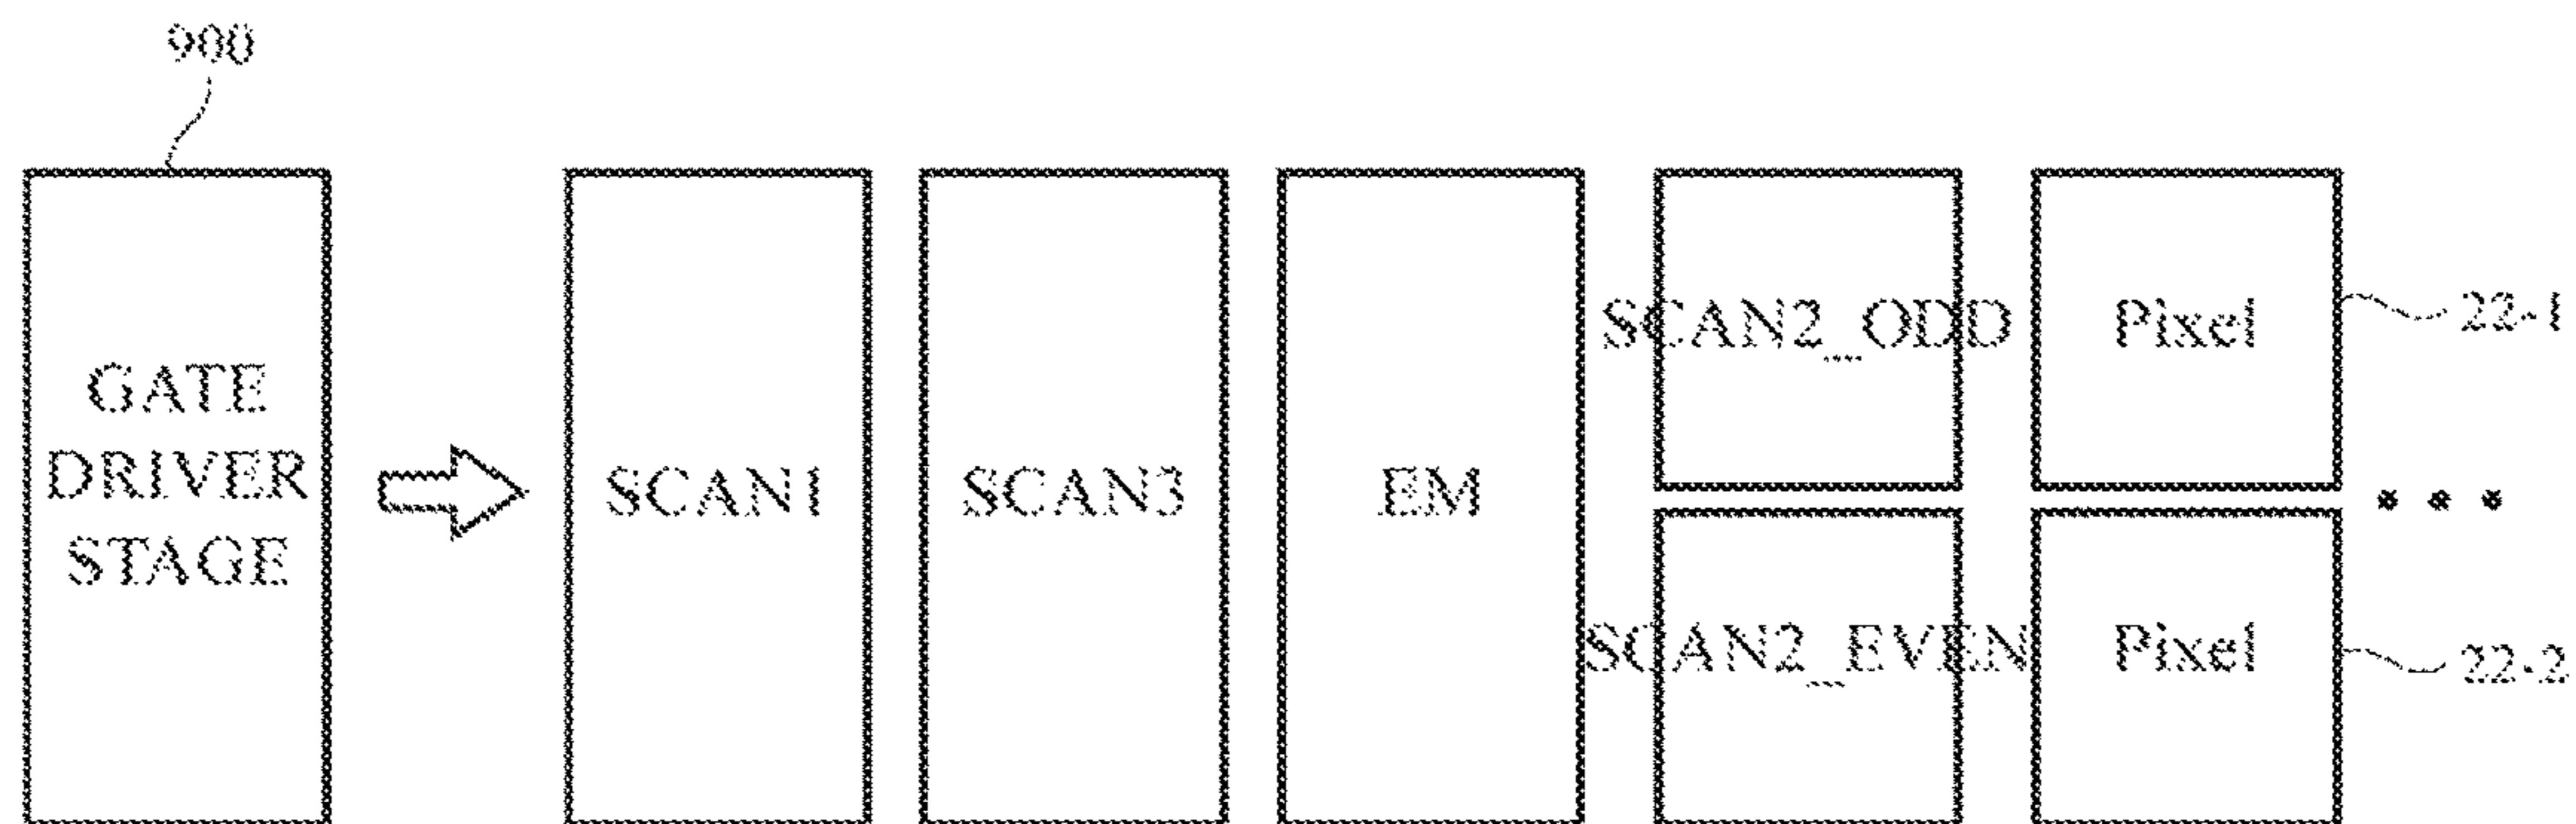 900
GATE
DRIVER
STAGE
SCAN1
SCAN3
EM
SCAN2_ODD
Pixel
22-1
SCAN2_EVEN
Pixel
22-2